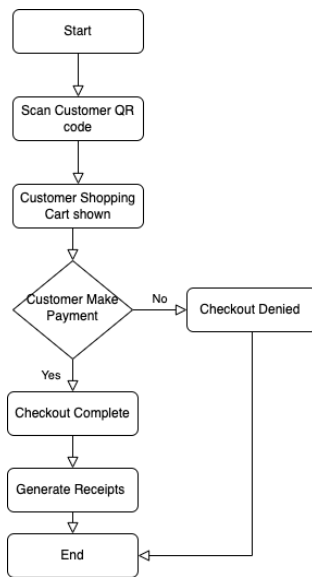 Start
Scan Customer QR
code
Customer Shopping
Cart shown
Customer Make
Payment
No
Checkout Denied
Yes
Checkout Complete
Generate Receipts
End